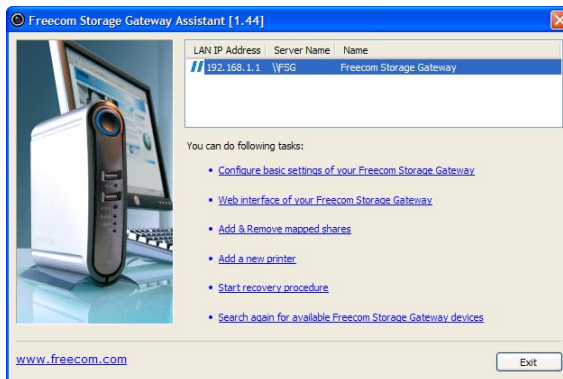 Freecom Storage Gateway Assistant [1.44]
LAN IP Address Server Name Name
192.168.1.1 \\FSG Freecom Storage Gateway
You can do following tasks:
Configure basic settings of your Freecom Storage Gateway
Web interface of your Freecom Storage Gateway
Add & Remove mapped shares
Add a new printer
Start recovery procedure
Search again for available Freecom Storage Gateway devices
www.freecom.com
Exit